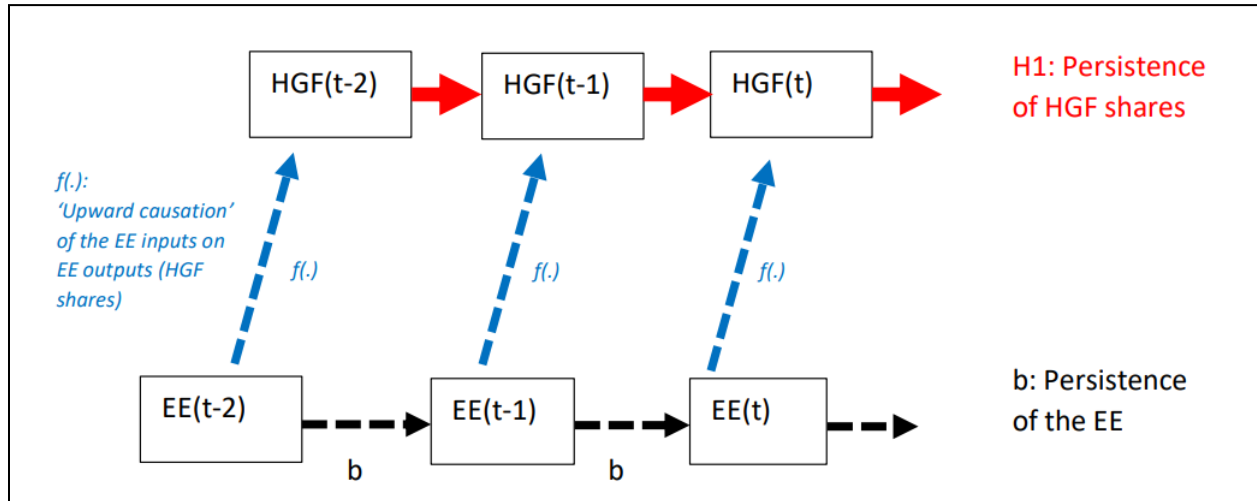 HGF(t-2)
HGF(t-1)
HGF(t)
H1: Persistence
of HGF shares
f(.):
‘Upward causation’
of the EE inputs on
EE outputs (HGF
shares)
f(.)
f(.)
f(.)
EE(t-2)
EE(t-1)
EE(t)
b: Persistence
of the EE
b
b